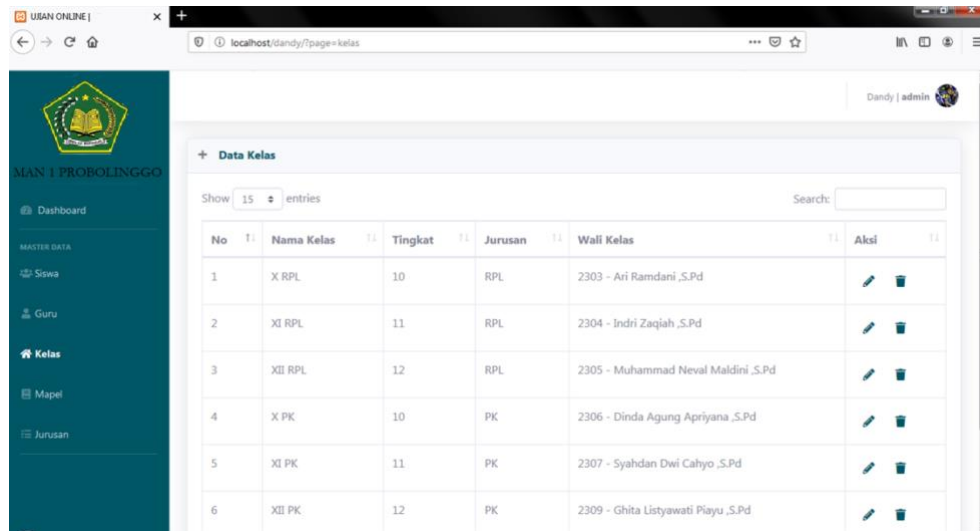 UJIAN ONLINE |
localhost/dandy/?page=kelas
Dandy | admin
MAN 1 PROBOLINGGO
Dashboard
MASTER DATA
Siswa
Guru
Kelas
Mapel
Jurusan
+ Data Kelas
Show 15 entries
Search:
No Nama Kelas Tingkat Jurusan Wali Kelas Aksi
1 X RPL 10 RPL 2303 - Ari Ramdani ,S.Pd
2 XI RPL 11 RPL 2304 - Indri Zaqiah ,S.Pd
3 XII RPL 12 RPL 2305 - Muhammad Neval Maldini ,S.Pd
4 X PK 10 PK 2306 - Dinda Agung Apriyana ,S.Pd
5 XI PK 11 PK 2307 - Syahdan Dwi Cahyo ,S.Pd
6 XII PK 12 PK 2309 - Ghita Listyawati Piayu ,S.Pd